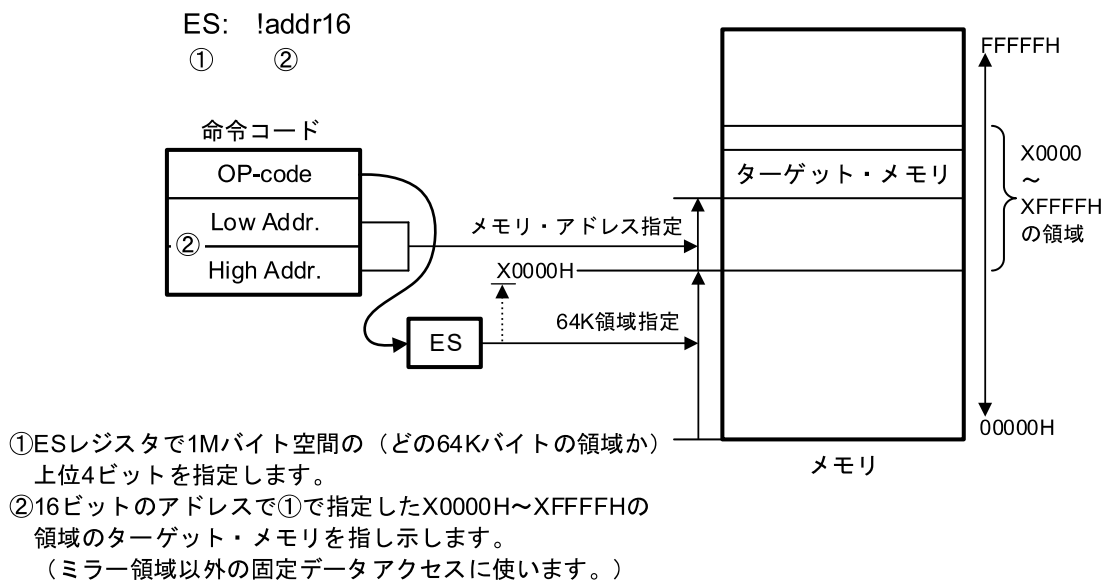 ES: !addr16
① ②
命令コード
OP-code
Low Addr.
②
High Addr.
ES
メモリ・アドレス指定
X0000H
64K領域指定
ターゲット・メモリ
FFFFFH
X0000
～
XFFFFH
の領域
00000H
メモリ
①ESレジスタで1Mバイト空間の（どの64Kバイトの領域か）
上位4ビットを指定します。
②16ビットのアドレスで①で指定したX0000H～XFFFFHの
領域のターゲット・メモリを指し示します。
（ミラー領域以外の固定データアクセスに使います。）